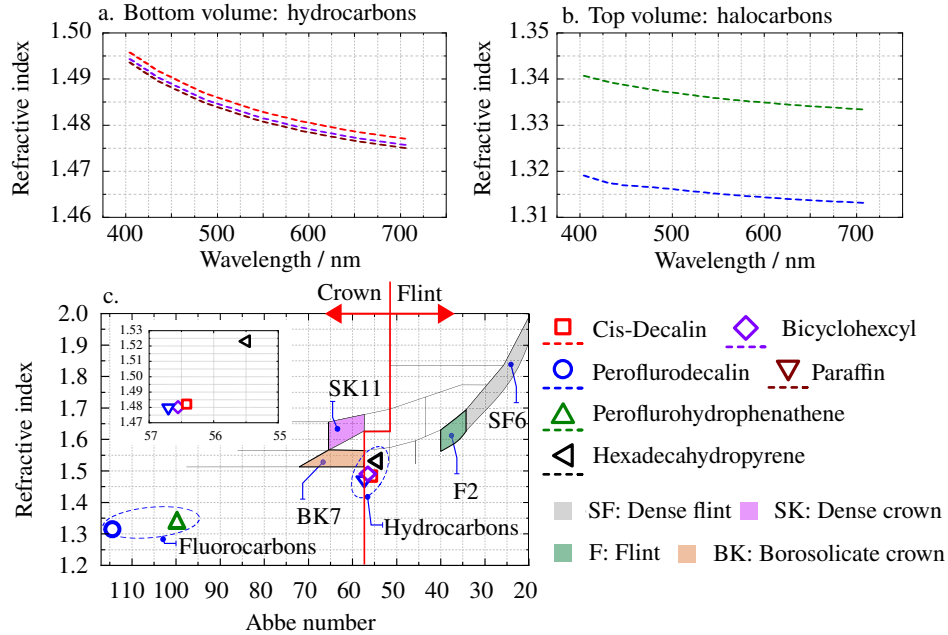 a. Bottom volume: hydrocarbons
1.50
1.49
1.48
1.47
1.46
Refractive index
400 500 600 700
Wavelength / nm
b. Top volume: halocarbons
1.35
1.34
1.33
1.32
1.31
Refractive index
400 500 600 700
Wavelength / nm
c.
Crown Flint
2.0
1.9
1.8
1.7
1.6
1.5
1.4
1.3
1.2
Refractive index
1.53
1.52
1.51
1.50
1.49
1.48
1.47
57 56 55
SK11
SF6
BK7
F2
Hydrocarbons
Fluorocarbons
110 100 90 80 70 60 50 40 30 20
Abbe number
Cis-Decalin Bicyclohexcyl
Peroflurodecalin Paraffin
Peroflurohydrophenathene
Hexadecahydropyrene
SF: Dense flint SK: Dense crown
F: Flint BK: Borosolicate crown